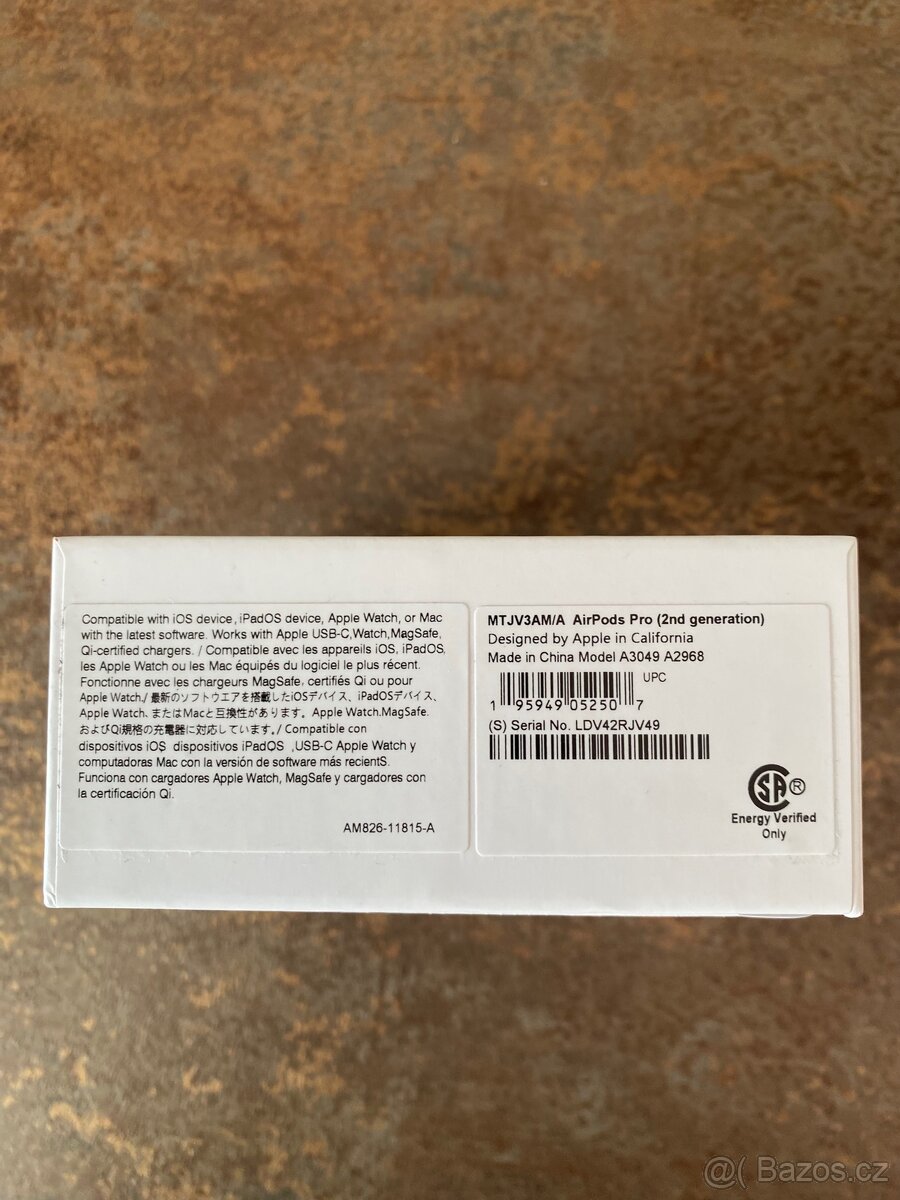 Compatible with iOS device, iPadOS device, Apple Watch, or Mac
with the latest software. Works with Apple USB-C,Watch,MagSafe,
Qi-certified chargers. / Compatible avec les appareils iOS, iPadOS,
les Apple Watch ou les Mac équipés du logiciel le plus récent.
Fonctionne avec les chargeurs MagSafe, certifiés Qi ou pour
Apple Watch./ 最新のソフトウエアを搭載したiOSデバイス、iPadOSデバイス、
Apple Watch、またはMacと互換性があります。Apple Watch.MagSafe.
およびQi規格の充電器に対応しています。/ Compatible con
dispositivos iOS dispositivos iPadOS ,USB-C Apple Watch y
computadoras Mac con la versión de software más recientS.
Funciona con cargadores Apple Watch, MagSafe y cargadores con
la certificación Qi.
AM826-11815-A
MTJV3AM/A AirPods Pro (2nd generation)
Designed by Apple in California
Made in China Model A3049 A2968
UPC
1 95949 05250 7
(S) Serial No. LDV42RJV49
SA ®
Energy Verified
Only
@( Bazos.cz